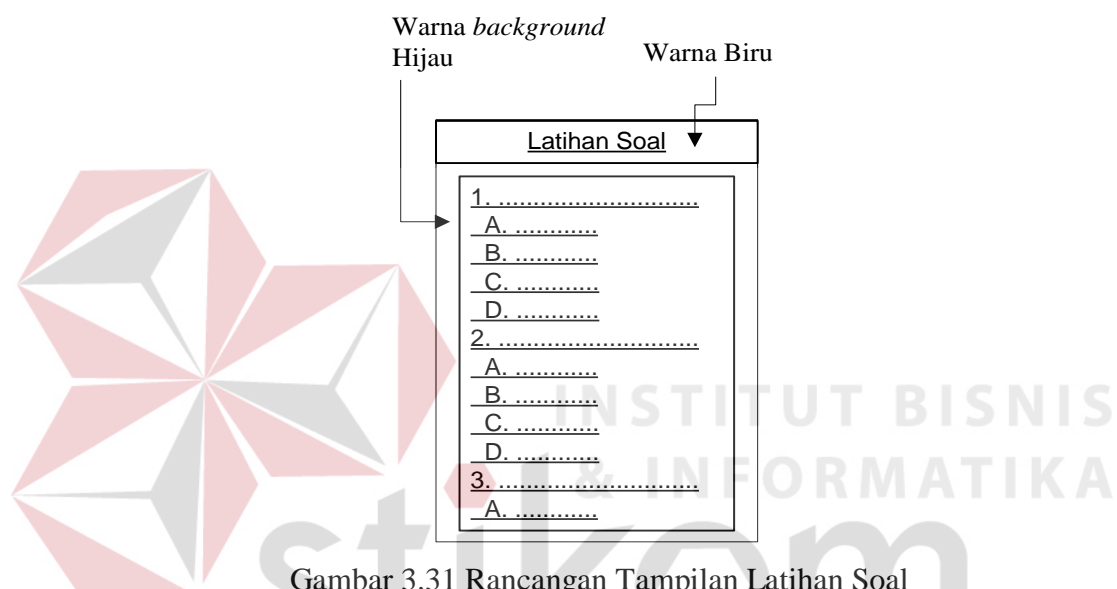 Warna background
Hijau
Warna Biru
Latihan Soal
1. .............................
A. ............
B. ............
C. ............
D. ............
2. .............................
A. ............
B. ............
C. ............
D. ............
3. .............................
A. ............
INSTITUT BISNIS
& INFORMATIKA
stikom
Gambar 3.31 Rancangan Tampilan Latihan Soal